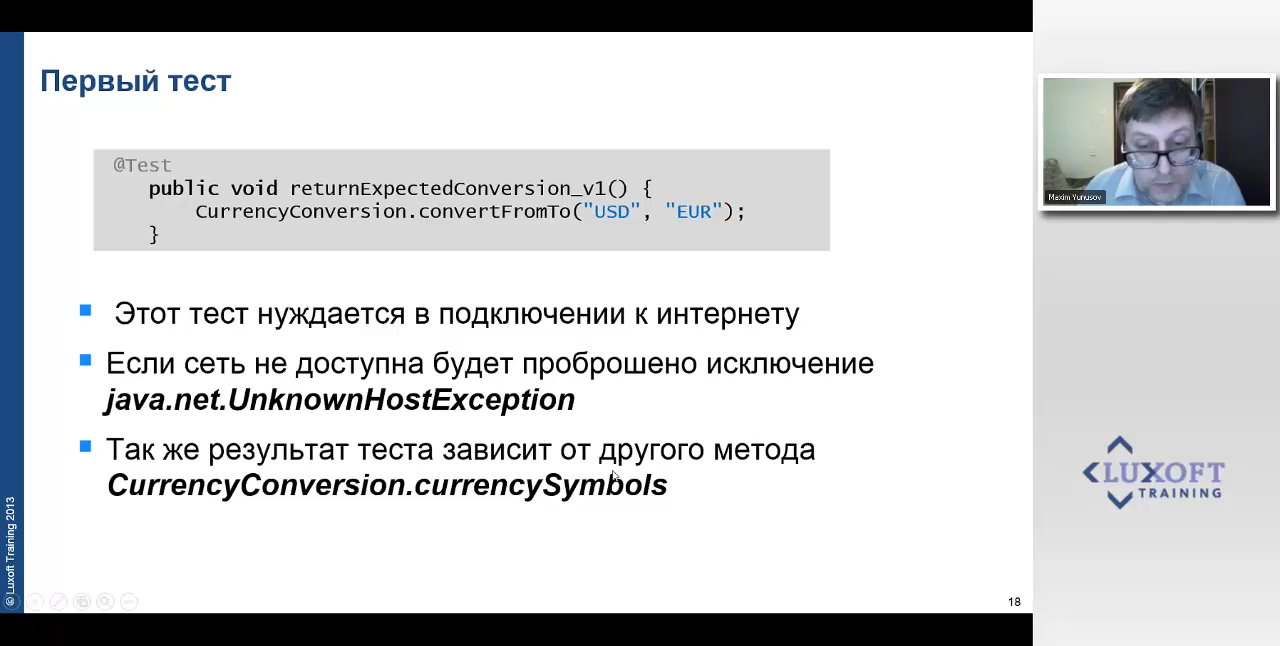 Первый тест
@Test
public void returnExpectedConversion_v1() {
CurrencyConversion.convertFromTo("USD", "EUR");
}
Этот тест нуждается в подключении к интернету
Если сеть не доступна будет проброшено исключение
java.net.UnknownHostException
Так же результат теста зависит от другого метода
CurrencyConversion.currencySymbols
© Luxoft Training 2013
18
Maxim Yunusov
LUXOFT
TRAINING